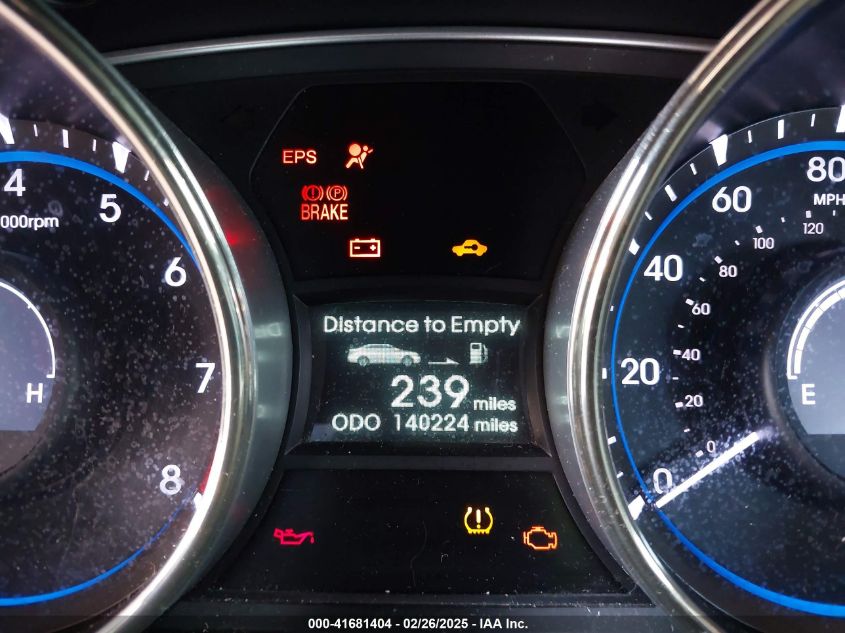 EPS
(P)
BRAKE
4
5
000rpm
6
7
8
H
Distance to Empty
239 miles
ODO 140224 miles
80
MPH
60
40
20
0
120
100
80
60
40
20
0
E
000-41681404 - 02/26/2025 - IAA Inc.